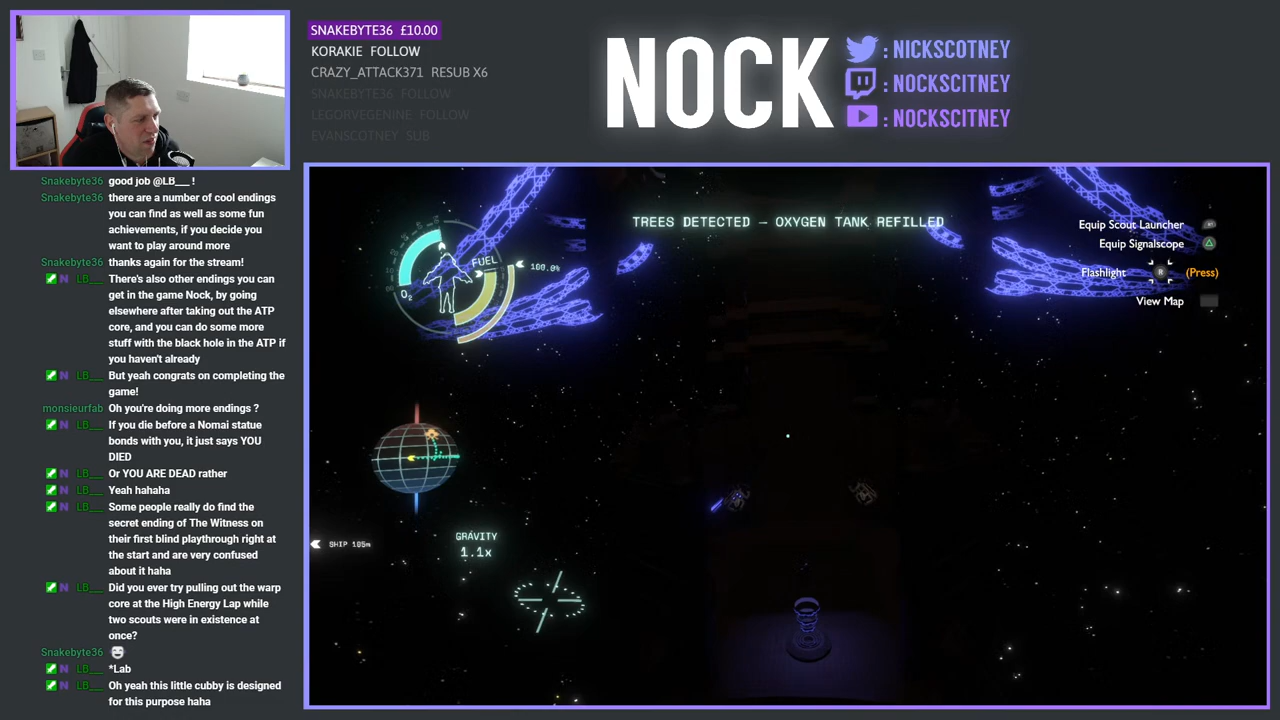 SNAKEBYTE36 £10.00
KORAKIE FOLLOW
CRAZY_ATTACK371 RESUB X6
SNAKEBYTE36 FOLLOW
LEGORVEGENINE FOLLOW
EVANSCOTNEY SUB
NOCK
: NICKSCOTNEY
: NOCKSCITNEY
: NOCKSCITNEY
Snakebyte36 good job @LB___ !
Snakebyte36 there are a number of cool endings
you can find as well as some fun
achievements, if you decide you
want to play around more
Snakebyte36 thanks again for the stream!
N LB___ There's also other endings you can
get in the game Nock, by going
elsewhere after taking out the ATP
core, and you can do some more
stuff with the black hole in the ATP if
you haven't already
N LB___ But yeah congrats on completing the
game!
monsieurfab Oh you're doing more endings ?
N LB___ If you die before a Nomai statue
bonds with you, it just says YOU
DIED
N LB___ Or YOU ARE DEAD rather
N LB___ Yeah hahaha
N LB___ Some people really do find the
secret ending of The Witness on
their first blind playthrough right at
the start and are very confused
about it haha
N LB___ Did you ever try pulling out the warp
core at the High Energy Lap while
two scouts were in existence at
once?
Snakebyte36
N LB___ *Lab
N LB___ Oh yeah this little cubby is designed
for this purpose haha
TREES DETECTED — OXYGEN TANK REFILLED
Equip Scout Launcher
Equip Signalscope
Flashlight R (Press)
View Map
FUEL
100.0%
O2
GRAVITY
1.1x
SHIP 105m